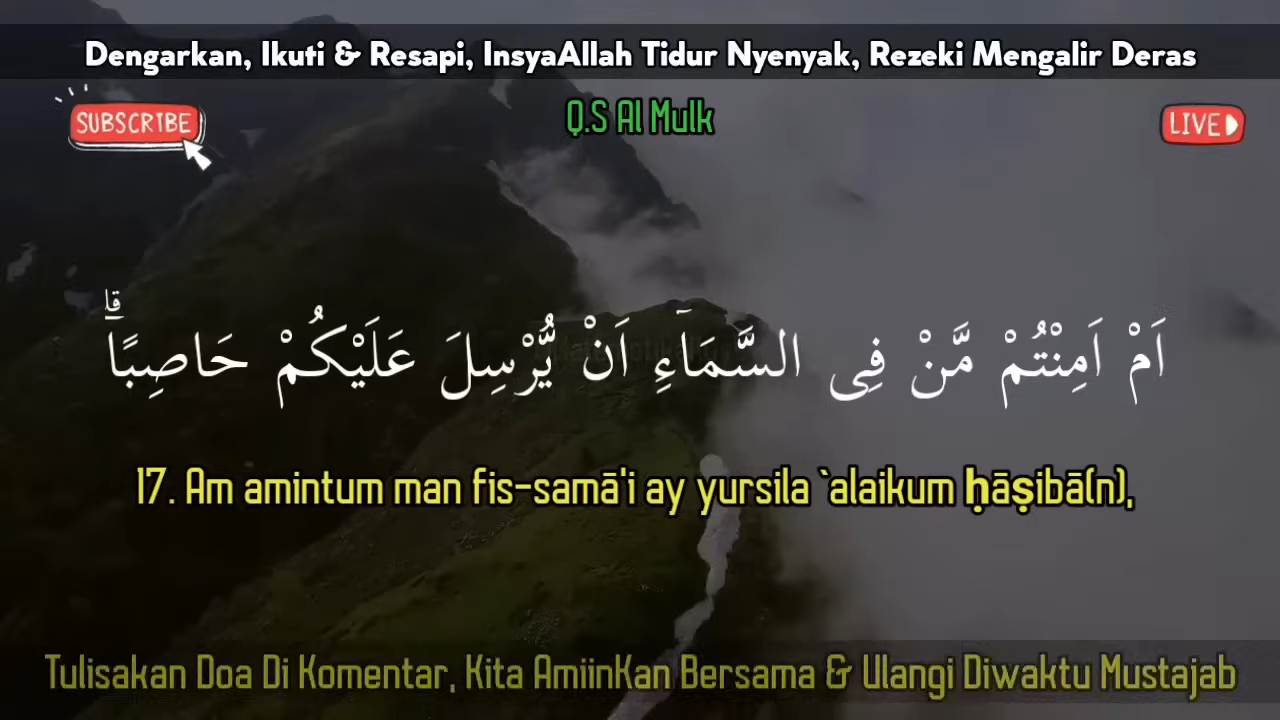 Dengarkan, Ikuti & Resapi, InsyaAllah Tidur Nyenyak, Rezeki Mengalir Deras
SUBSCRIBE
Q.S Al Mulk
LIVE
اَمْ اَمِنْتُمْ مَّنْ فِى السَّمَاۤءِ اَنْ يُّرْسِلَ عَلَيْكُمْ حَاصِبًاۗ
17. Am amintum man fis-samā'i ay yursila `alaikum ḥāṣibā(n),
Tulisakan Doa Di Komentar, Kita AmiinKan Bersama & Ulangi Diwaktu Mustajab